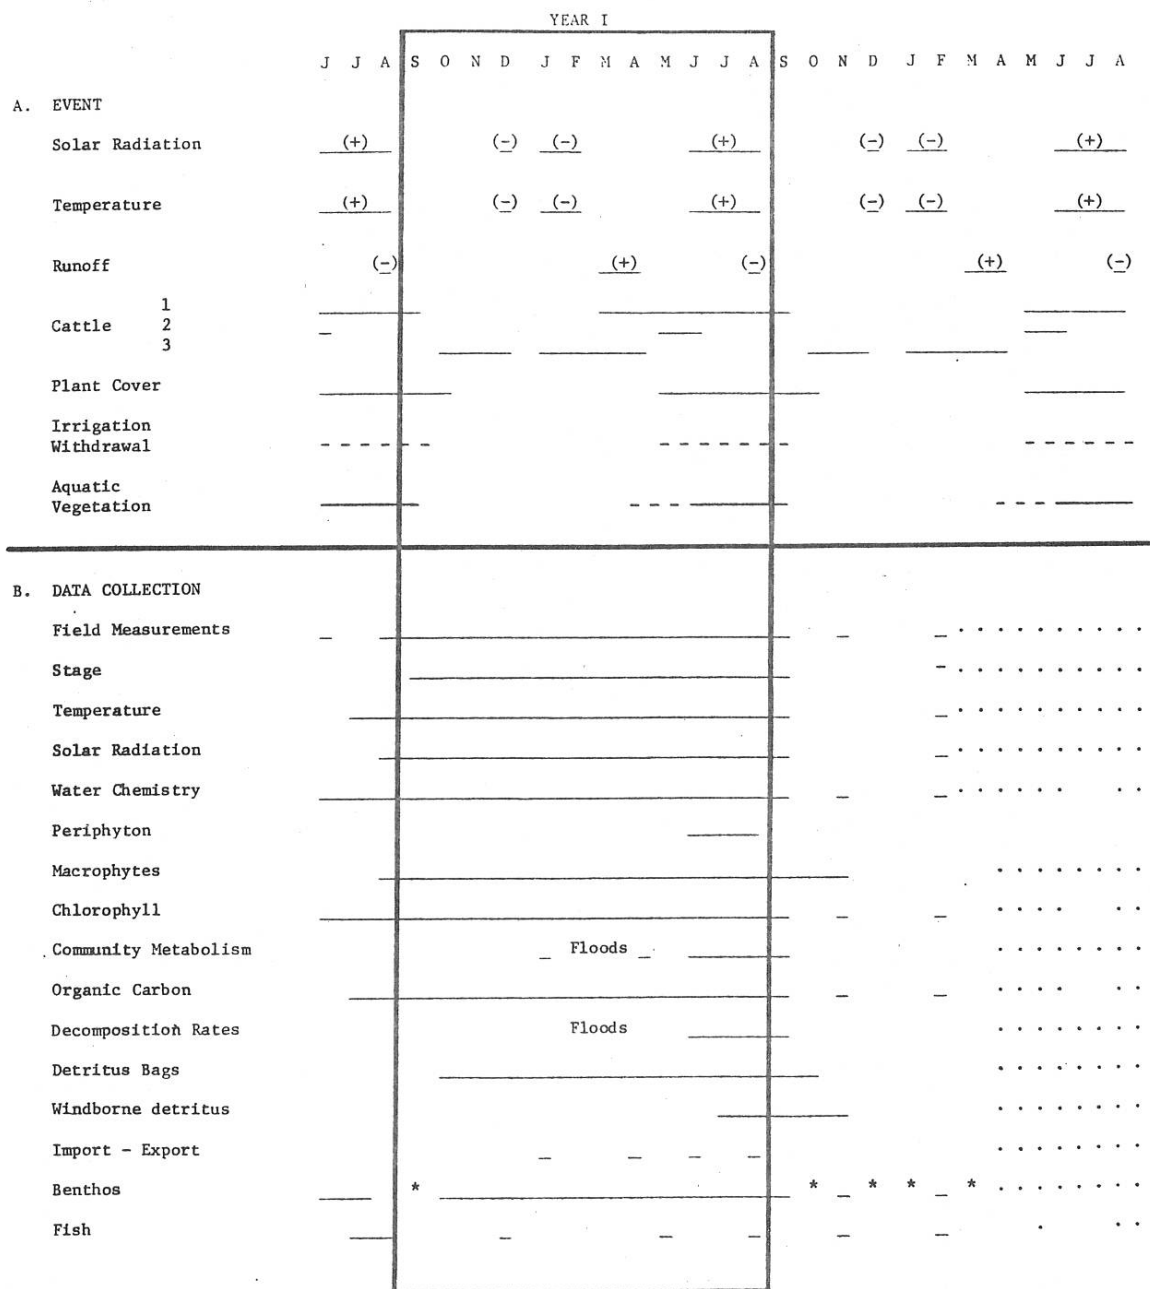 YEAR I
J J A S O N D J F M A M J J A S O N D J F M A M J J A
A. EVENT
Solar Radiation (+) (-) (-) (+) (-) (-) (+)
Temperature (+) (-) (-) (+) (-) (-) (+)
Runoff (-) (+) (-) (+) (-)
1
Cattle 2
3
Plant Cover
Irrigation
Withdrawal
Aquatic
Vegetation
B. DATA COLLECTION
Field Measurements
Stage
Temperature
Solar Radiation
Water Chemistry
Periphyton
Macrophytes
Chlorophyll
Community Metabolism Floods
Organic Carbon
Decomposition Rates Floods
Detritus Bags
Windborne detritus
Import - Export
Benthos * * * * *
Fish